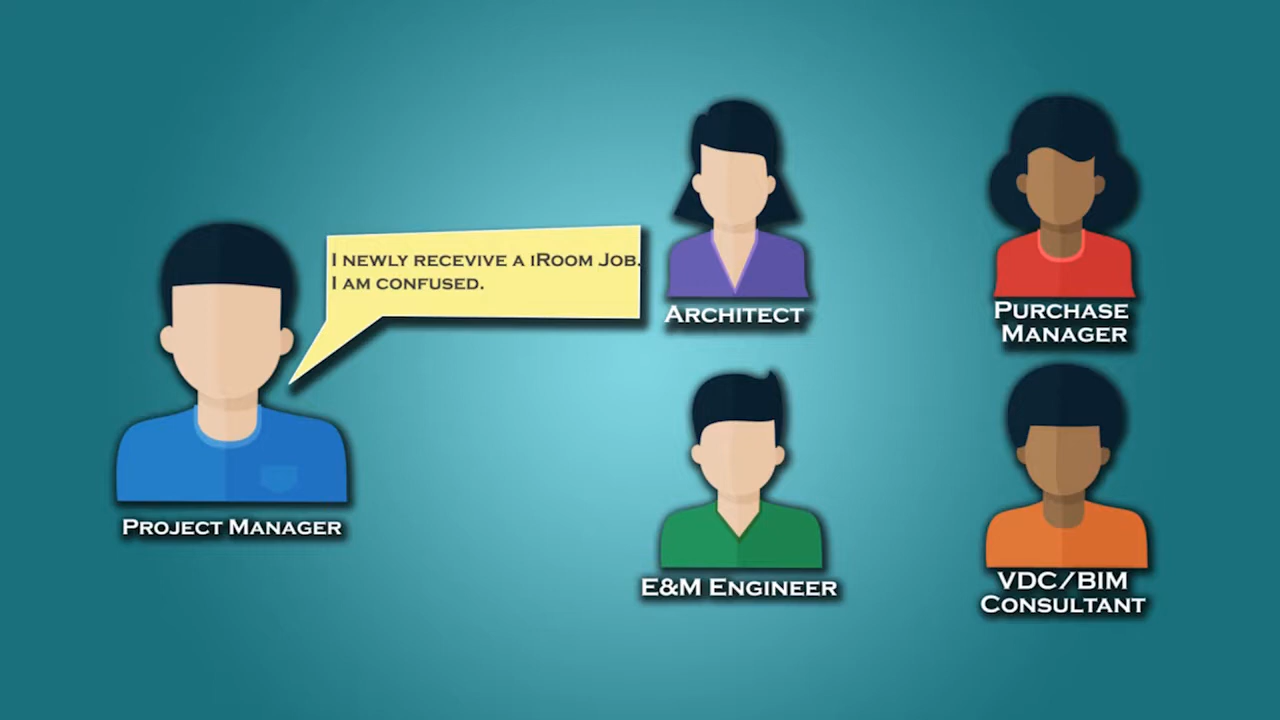 I newly recevive a iRoom Job.
I am confused.
Architect
Purchase
Manager
Project Manager
E&M Engineer
VDC/BIM
Consultant